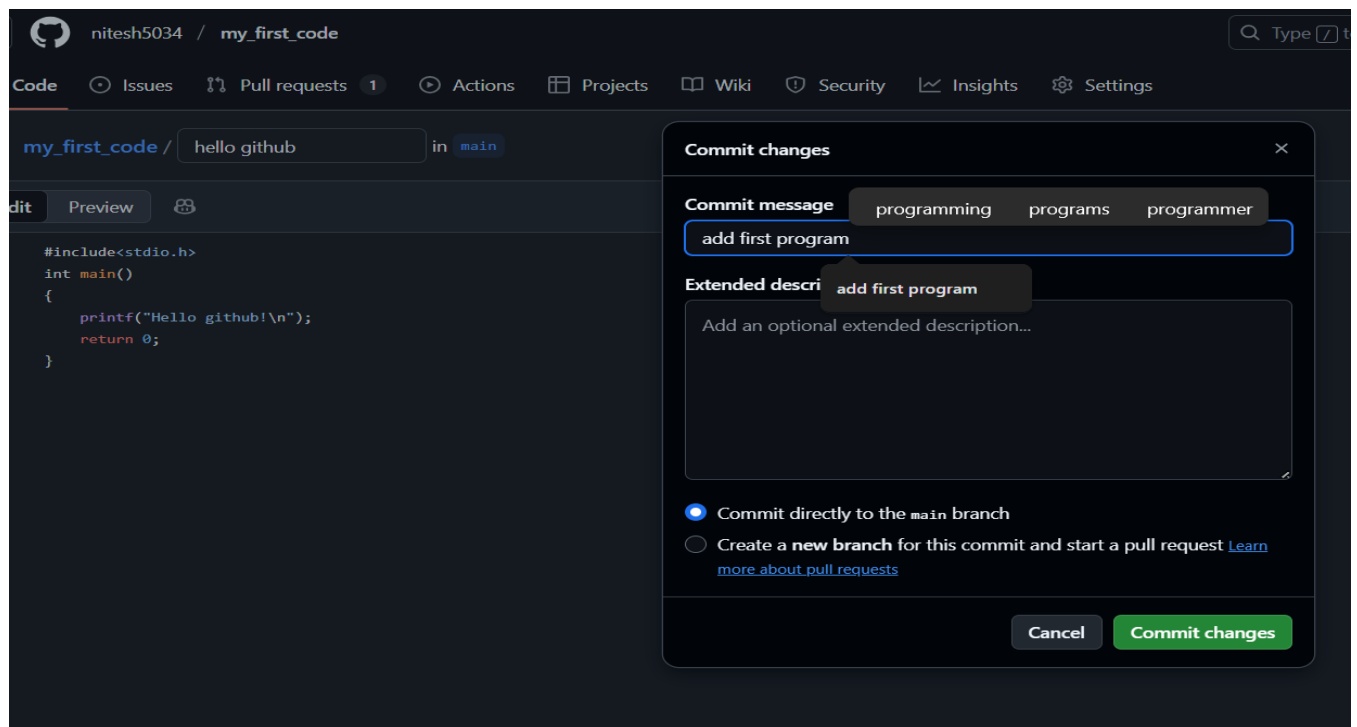 nitesh5034 / my_first_code
Type / to
Code Issues Pull requests 1 Actions Projects Wiki Security Insights Settings
my_first_code / hello github in main
dit Preview
#include<stdio.h>
int main()
{
printf("Hello github!\n");
return 0;
}
Commit changes
Commit message
programming programs programmer
add first program
Extended descri
add first program
Add an optional extended description...
Commit directly to the main branch
Create a new branch for this commit and start a pull request Learn
more about pull requests
Cancel Commit changes